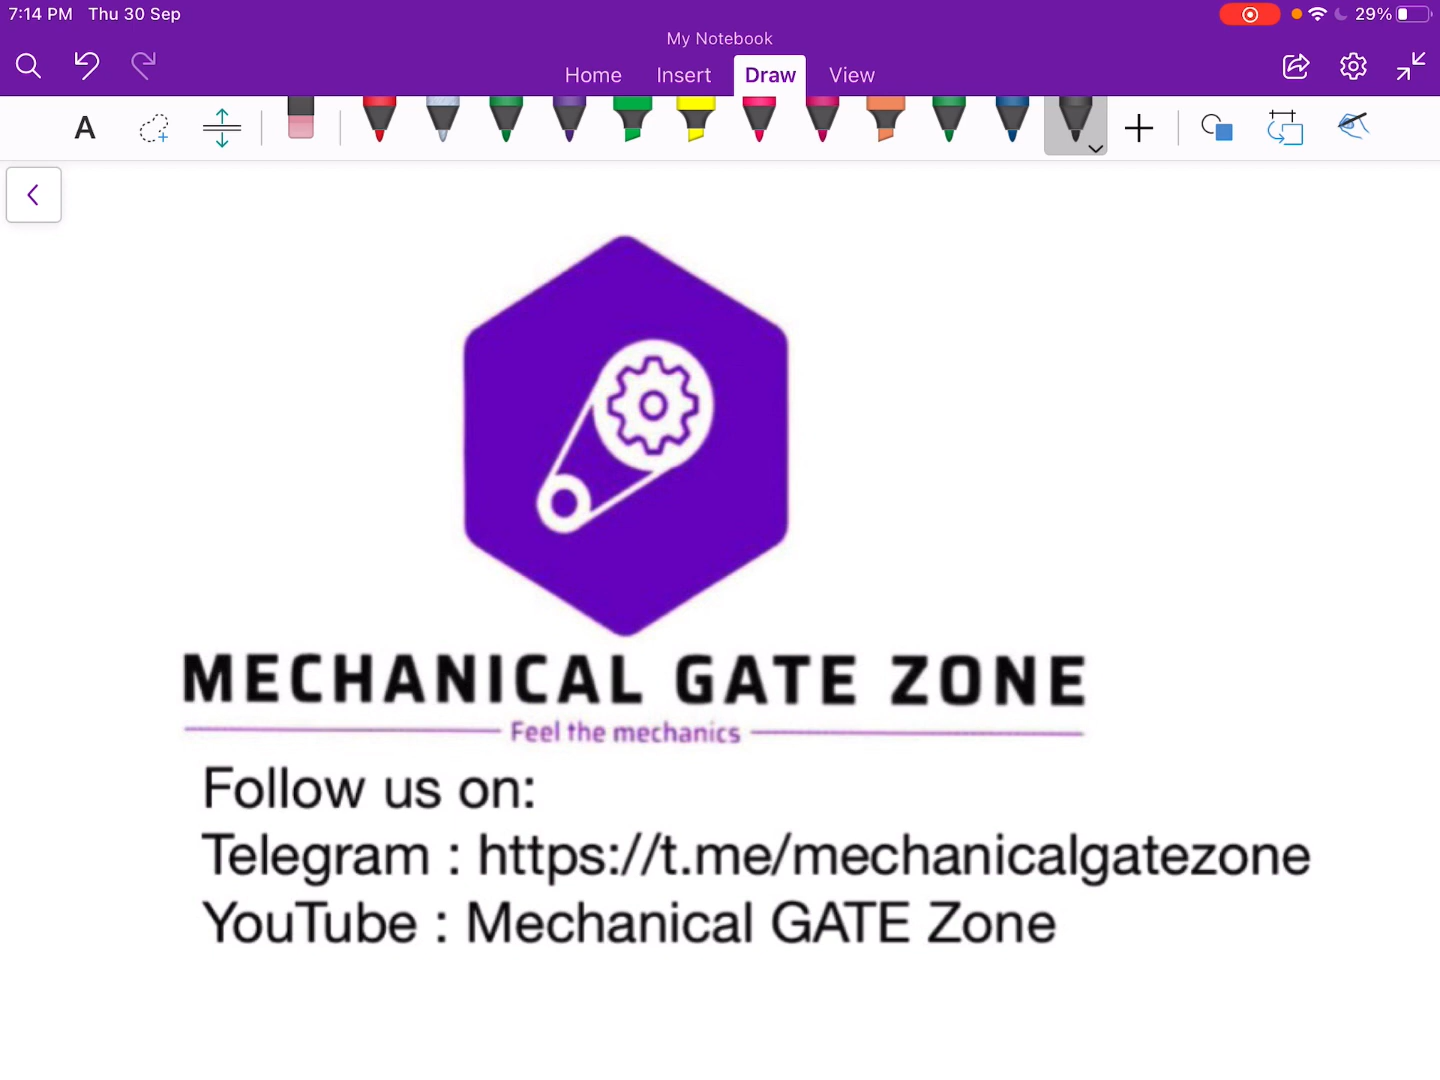 7:14 PM Thu 30 Sep
29%
My Notebook
Home Insert Draw View
A
MECHANICAL GATE ZONE
Feel the mechanics
Follow us on:
Telegram : https://t.me/mechanicalgatezone
YouTube : Mechanical GATE Zone